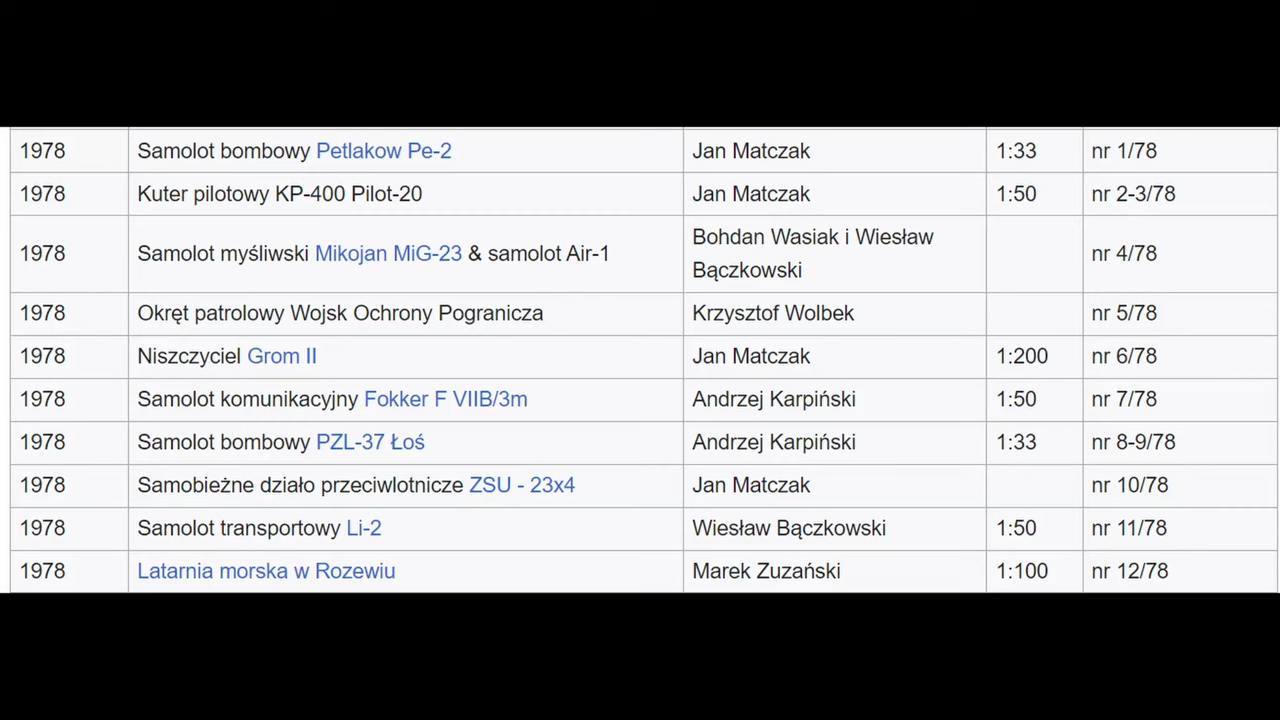 1978 Samolot bombowy Petlakow Pe-2 Jan Matczak 1:33 nr 1/78
1978 Kuter pilotowy KP-400 Pilot-20 Jan Matczak 1:50 nr 2-3/78
1978 Samolot myśliwski Mikojan MiG-23 & samolot Air-1 Bohdan Wasiak i Wiesław Bączkowski nr 4/78
1978 Okręt patrolowy Wojsk Ochrony Pogranicza Krzysztof Wolbek nr 5/78
1978 Niszczyciel Grom II Jan Matczak 1:200 nr 6/78
1978 Samolot komunikacyjny Fokker F VIIB/3m Andrzej Karpiński 1:50 nr 7/78
1978 Samolot bombowy PZL-37 Łoś Andrzej Karpiński 1:33 nr 8-9/78
1978 Samobieżne działo przeciwlotnicze ZSU - 23x4 Jan Matczak nr 10/78
1978 Samolot transportowy Li-2 Wiesław Bączkowski 1:50 nr 11/78
1978 Latarnia morska w Rozewiu Marek Zuzański 1:100 nr 12/78